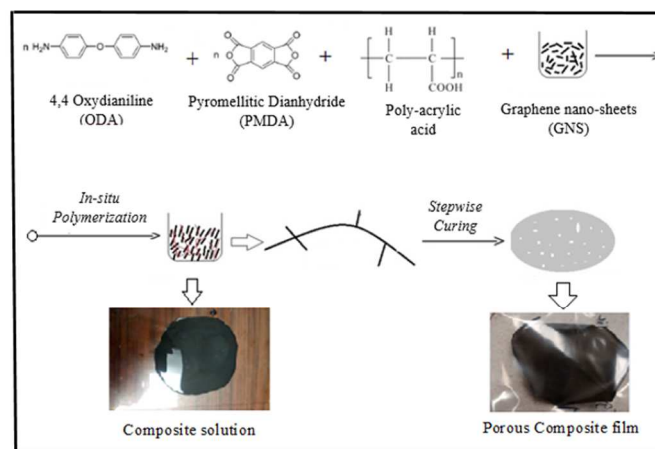 n H₂N
O
NH₂
+
n
O
O
O
O
O
O
+
H
H
C
C
H
COOH
n
+
4,4 Oxydianiline
(ODA)
Pyromellitic Dianhydride
(PMDA)
Poly-acrylic
acid
Graphene nano-sheets
(GNS)
In-situ
Polymerization
Stepwise
Curing
Composite solution
Porous Composite film